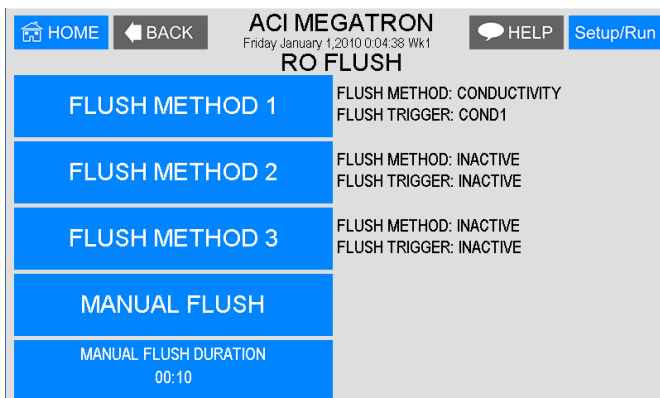 HOME
BACK
ACI MEGATRON
Friday January 1,2010 0:04:38 Wk1
HELP
Setup/Run
RO FLUSH
FLUSH METHOD 1
FLUSH METHOD: CONDUCTIVITY
FLUSH TRIGGER: COND1
FLUSH METHOD 2
FLUSH METHOD: INACTIVE
FLUSH TRIGGER: INACTIVE
FLUSH METHOD 3
FLUSH METHOD: INACTIVE
FLUSH TRIGGER: INACTIVE
MANUAL FLUSH
MANUAL FLUSH DURATION
00:10